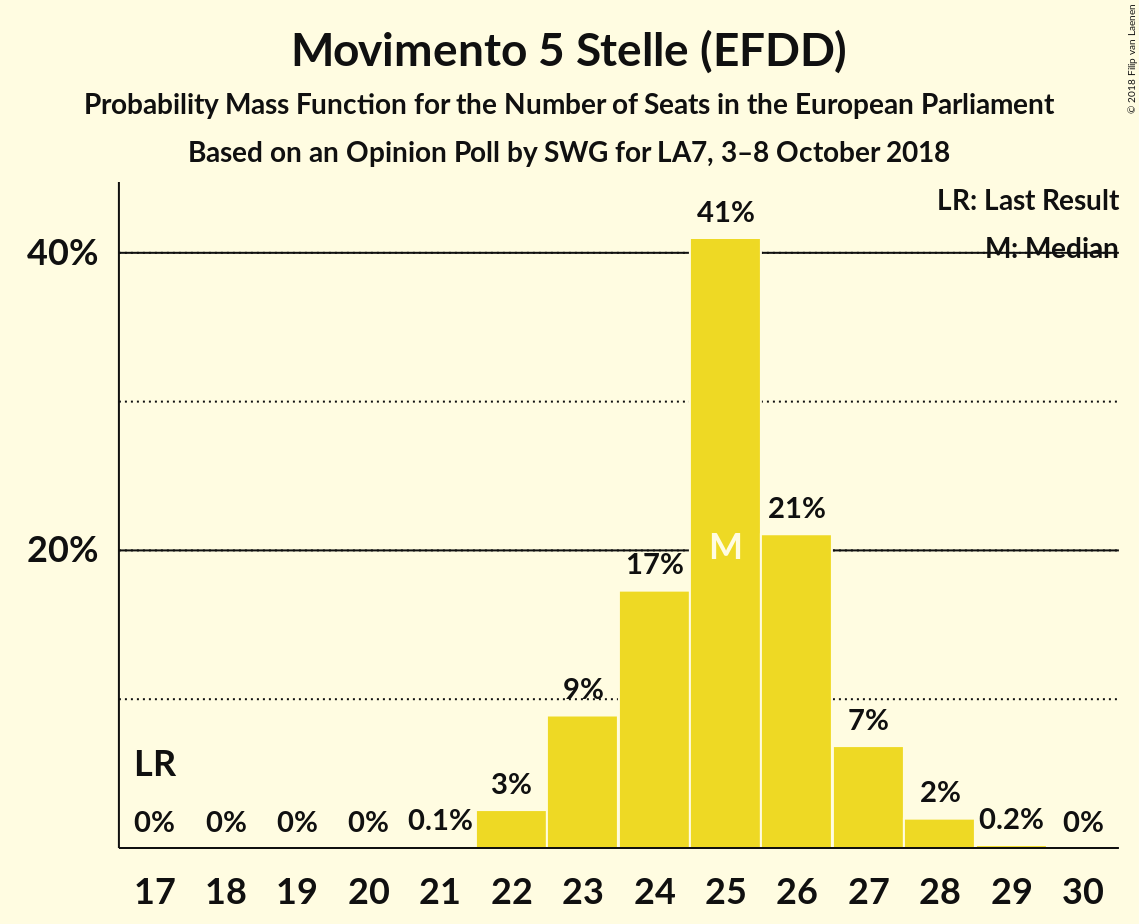 Movimento 5 Stelle (EFDD)
Probability Mass Function for the Number of Seats in the European Parliament
Based on an Opinion Poll by SWG for LA7, 3–8 October 2018
© 2018 Filip van Laenen
LR: Last Result
M: Median
41%
40%
21%
M
20%
17%
9%
7%
LR
3%
2%
0% 0% 0% 0% 0.1% 0.2% 0%
17 18 19 20 21 22 23 24 25 26 27 28 29 30